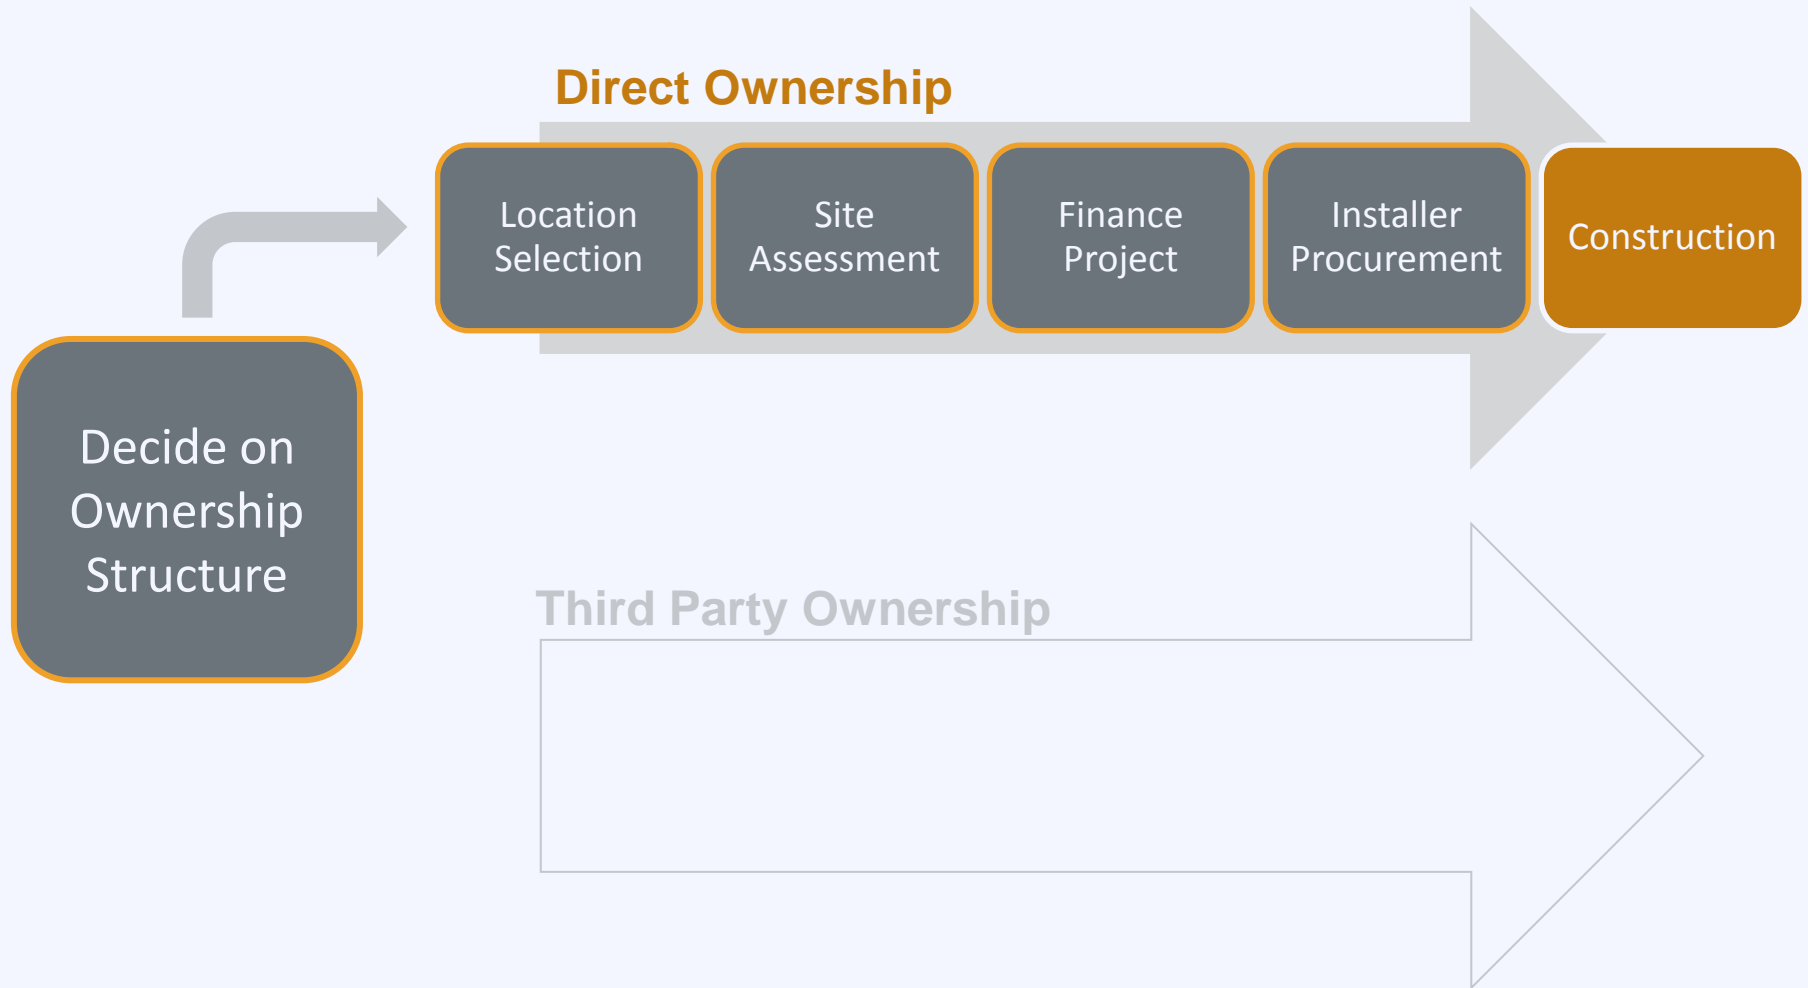 Direct Ownership
Location
Selection
Site
Assessment
Finance
Project
Installer
Procurement
Construction
Decide on
Ownership
Structure
Third Party Ownership